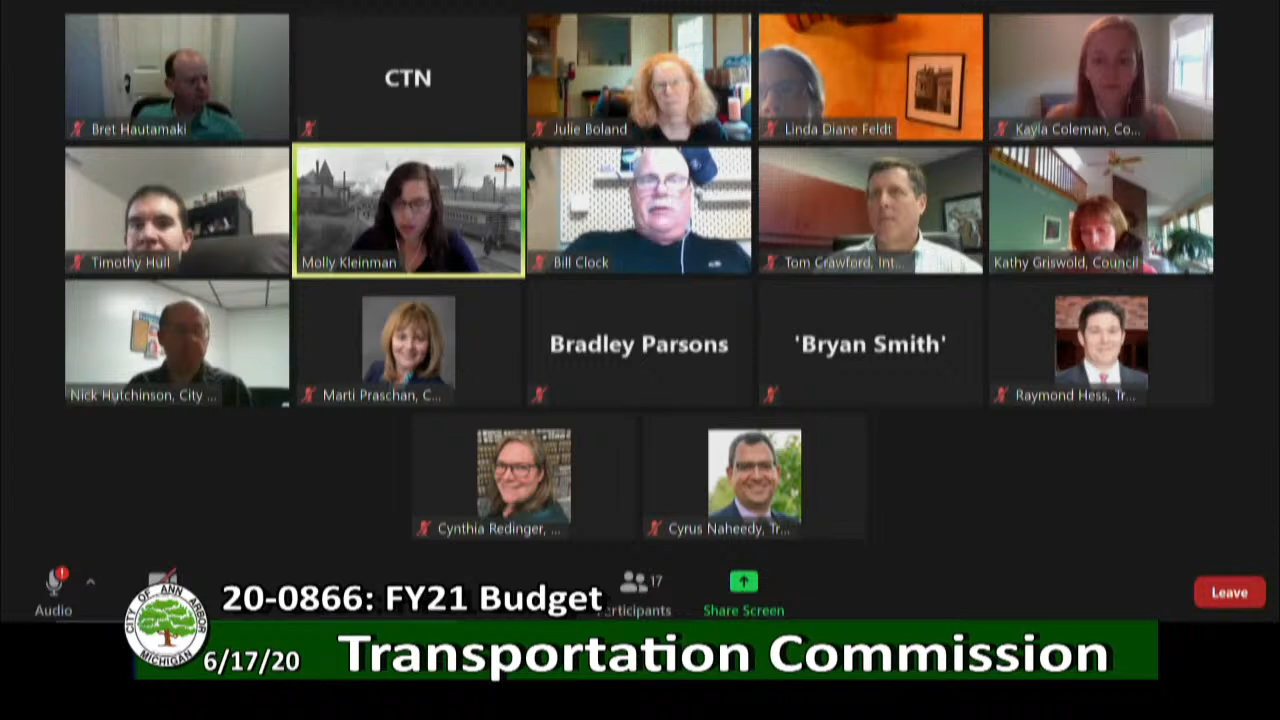 CTN
Bret Hautamaki
Julie Boland
Linda Diane Feldt
Kayla Coleman, Co...
Timothy Hull
Molly Kleinman
Bill Clock
Tom Crawford, Int...
Kathy Griswold, Council
Bradley Parsons
'Bryan Smith'
Nick Hutchinson, City ...
Marti Praschan, C...
Raymond Hess, Tr...
Cynthia Redinger, ...
Cyrus Naheedy, Tr...
17
Audio
articipants
Share Screen
Leave
20-0866: FY21 Budget
CITY OF ANN ARBOR
MICHIGAN
6/17/20
Transportation Commission